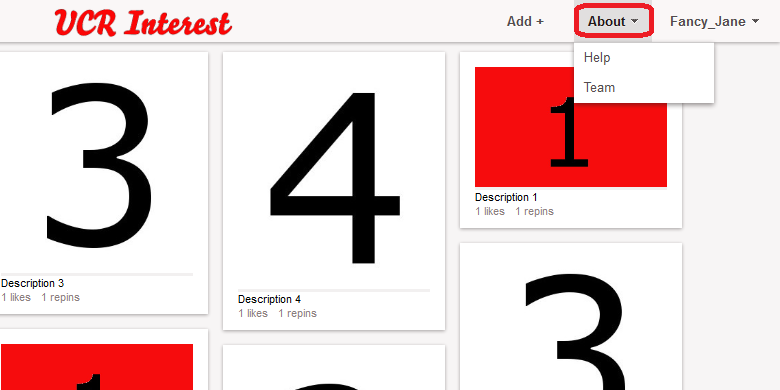 UCR Interest
Add +
About
Fancy_Jane
Help
Team
3
Description 3
1 likes 1 repins
4
Description 4
1 likes 1 repins
1
Description 1
1 likes 1 repins
1
3